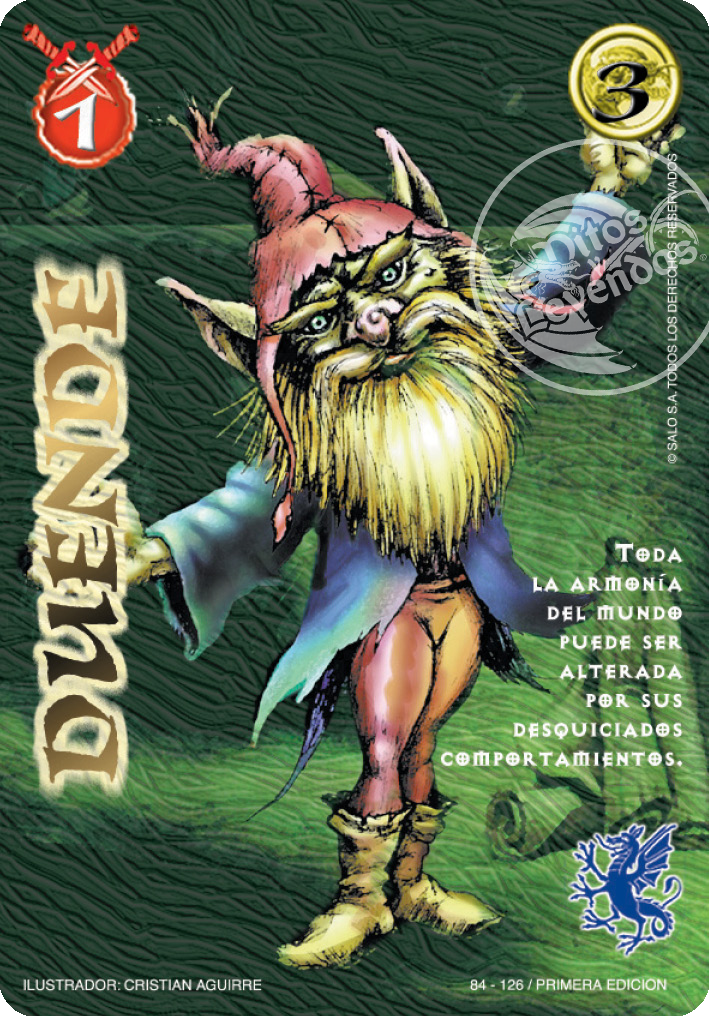 1
3
Mitos
Leyendas
© SALO S.A. TODOS LOS DERECHOS RESERVADOS
DUENDE
TODA
LA ARMONÍA
DEL MUNDO
PUEDE SER
ALTERADA
POR SUS
DESQUICIADOS
COMPORTAMIENTOS.
ILUSTRADOR: CRISTIAN AGUIRRE
84 - 126 / PRIMERA EDICION